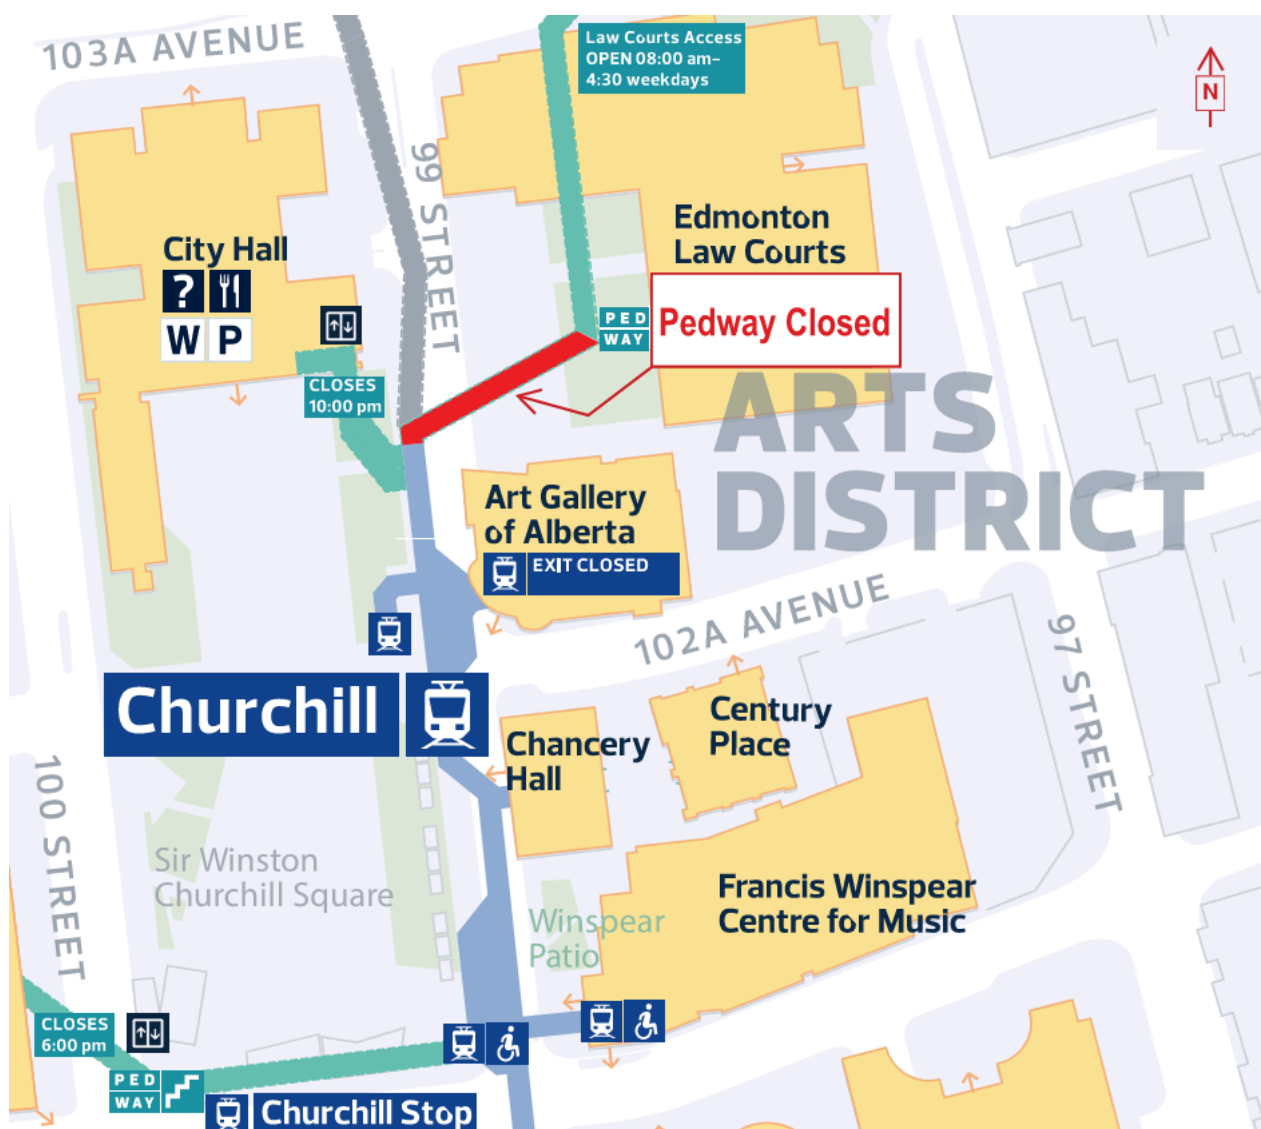 103A AVENUE
Law Courts Access
OPEN 08:00 am–
4:30 weekdays
N
99 STREET
City Hall
?
W P
Edmonton
Law Courts
PED
WAY
Pedway Closed
CLOSES
10:00 pm
ARTS
DISTRICT
Art Gallery
of Alberta
EXIT CLOSED
102A AVENUE
97 STREET
Churchill
Chancery
Hall
Century
Place
100 STREET
Sir Winston
Churchill Square
Winspear
Patio
Francis Winspear
Centre for Music
CLOSES
6:00 pm
PED
WAY
Churchill Stop